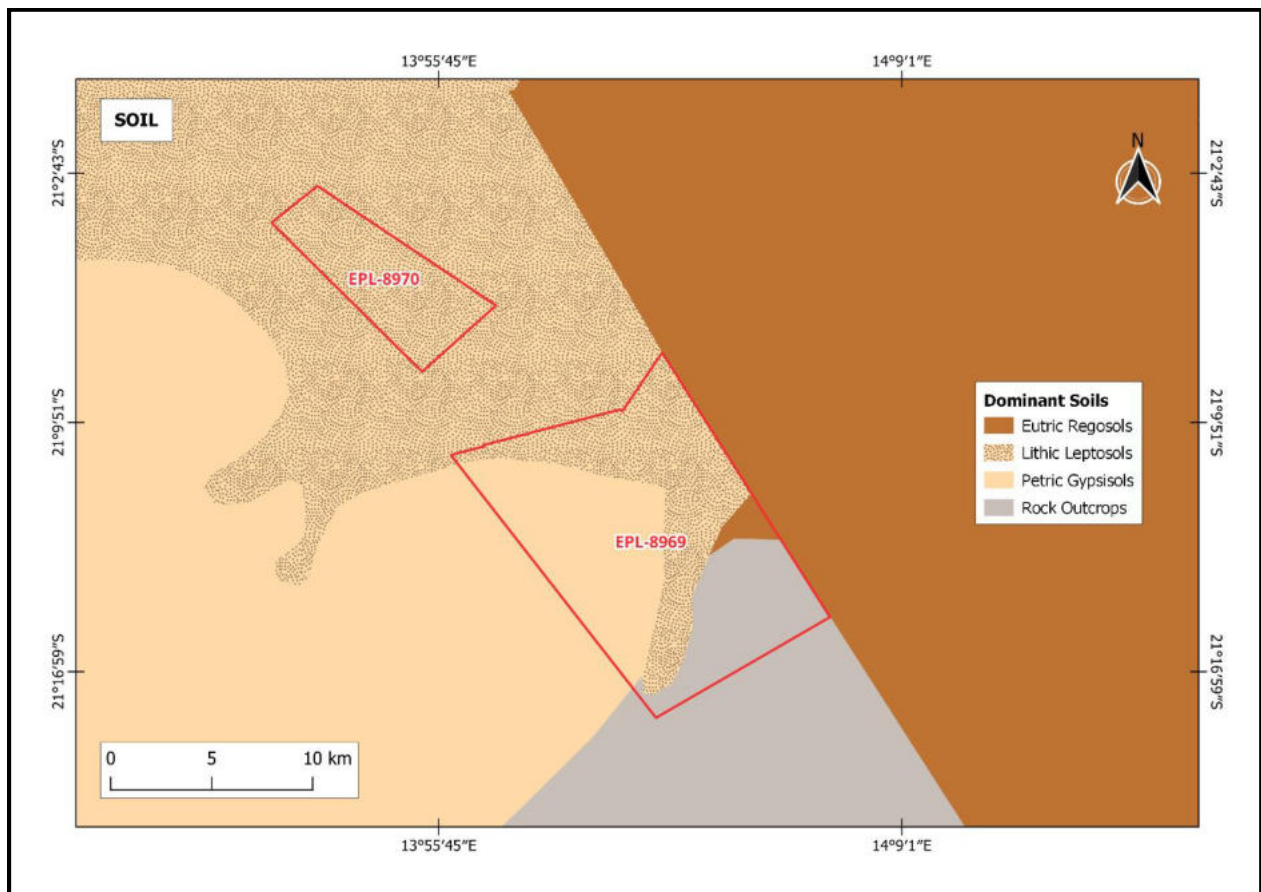 13°55'45"E
14°9'1"E
SOIL
N
21°2'43"S
21°2'43"S
EPL-8970
21°9'51"S
21°9'51"S
Dominant Soils
Eutric Regosols
Lithic Leptosols
Petric Gypsisols
Rock Outcrops
EPL-8969
21°16'59"S
21°16'59"S
0 5 10 km
13°55'45"E
14°9'1"E